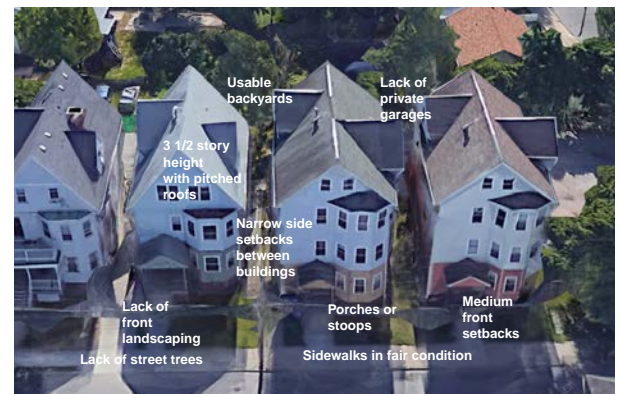 Usable
backyards
Lack of
private
garages
3 1/2 story
height
with pitched
roofs
Narrow side
setbacks
between
buildings
Lack of
front
landscaping
Porches or
stoops
Medium
front
setbacks
Lack of street trees
Sidewalks in fair condition